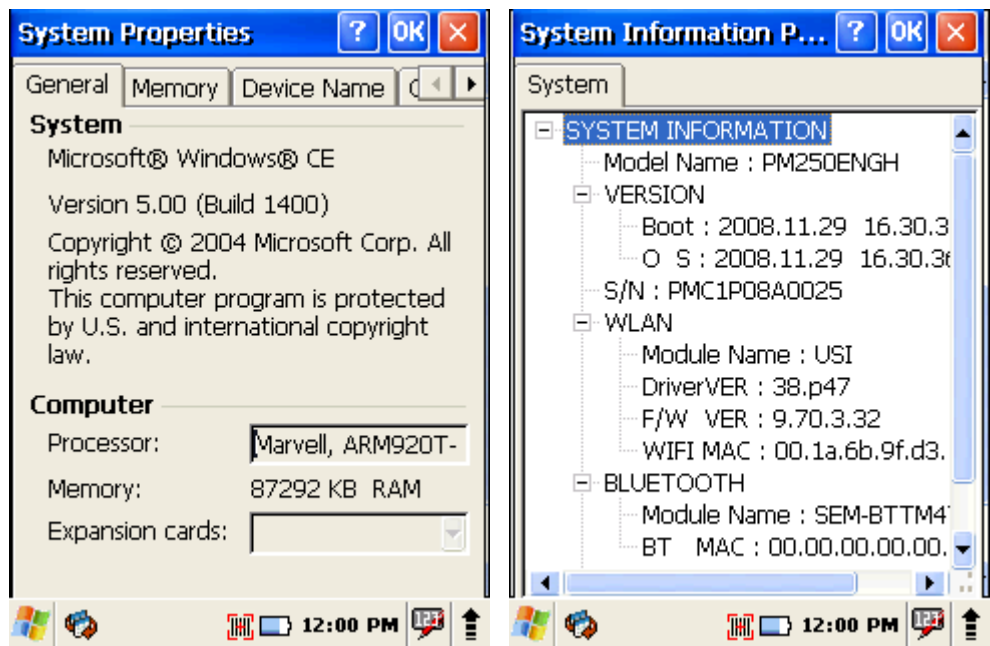 System Properties ? OK
General Memory Device Name
System
Microsoft® Windows® CE
Version 5.00 (Build 1400)
Copyright © 2004 Microsoft Corp. All
rights reserved.
This computer program is protected
by U.S. and international copyright
law.
Computer
Processor: Marvell, ARM920T-
Memory: 87292 KB RAM
Expansion cards:
12:00 PM 123
System Information P... ? OK
System
SYSTEM INFORMATION
Model Name : PM250ENGH
VERSION
Boot : 2008.11.29 16.30.3
O S : 2008.11.29 16.30.36
S/N : PMC1P08A0025
WLAN
Module Name : USI
DriverVER : 38.p47
F/W VER : 9.70.3.32
WIFI MAC : 00.1a.6b.9f.d3.
BLUETOOTH
Module Name : SEM-BTTM4
BT MAC : 00.00.00.00.00.
12:00 PM 123